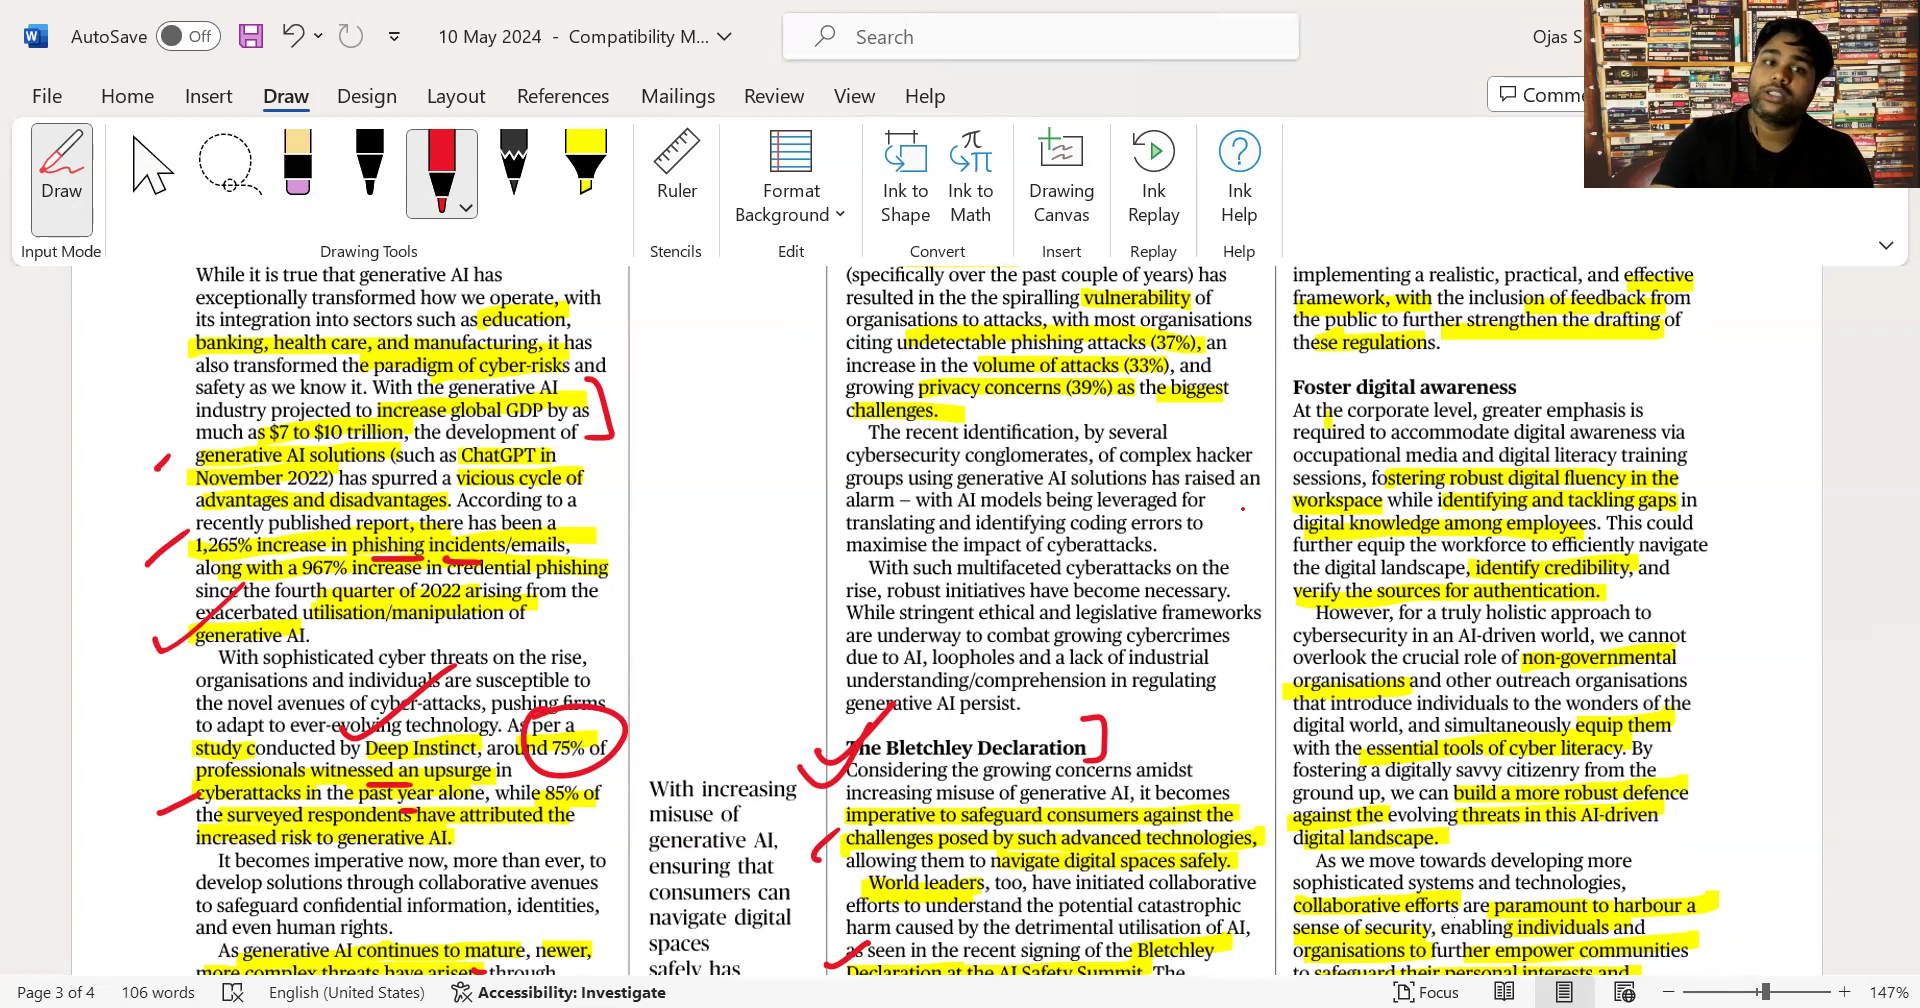 AutoSave Off 10 May 2024 - Compatibility M... Search Ojas S
File Home Insert Draw Design Layout References Mailings Review View Help Comme
Draw Ruler Format Background Ink to Shape Ink to Math Drawing Canvas Ink Replay Ink Help
Input Mode Drawing Tools Stencils Edit Convert Insert Replay Help
While it is true that generative AI has
exceptionally transformed how we operate, with
its integration into sectors such as education,
banking, health care, and manufacturing, it has
also transformed the paradigm of cyber-risks and
safety as we know it. With the generative AI
industry projected to increase global GDP by as
much as $7 to $10 trillion, the development of
generative AI solutions (such as ChatGPT in
November 2022) has spurred a vicious cycle of
advantages and disadvantages. According to a
recently published report, there has been a
1,265% increase in phishing incidents/emails,
along with a 967% increase in credential phishing
since the fourth quarter of 2022 arising from the
exacerbated utilisation/manipulation of
generative AI.
With sophisticated cyber threats on the rise,
organisations and individuals are susceptible to
the novel avenues of cyber-attacks, pushing firms
to adapt to ever-evolving technology. As per a
study conducted by Deep Instinct, around 75% of
professionals witnessed an upsurge in
cyberattacks in the past year alone, while 85% of
the surveyed respondents have attributed the
increased risk to generative AI.
It becomes imperative now, more than ever, to
develop solutions through collaborative avenues
to safeguard confidential information, identities,
and even human rights.
As generative AI continues to mature, newer,
more complex threats have arisen through
With increasing
misuse of
generative AI,
ensuring that
consumers can
navigate digital
spaces
safely has
(specifically over the past couple of years) has
resulted in the the spiralling vulnerability of
organisations to attacks, with most organisations
citing undetectable phishing attacks (37%), an
increase in the volume of attacks (33%), and
growing privacy concerns (39%) as the biggest
challenges.
The recent identification, by several
cybersecurity conglomerates, of complex hacker
groups using generative AI solutions has raised an
alarm — with AI models being leveraged for
translating and identifying coding errors to
maximise the impact of cyberattacks.
With such multifaceted cyberattacks on the
rise, robust initiatives have become necessary.
While stringent ethical and legislative frameworks
are underway to combat growing cybercrimes
due to AI, loopholes and a lack of industrial
understanding/comprehension in regulating
generative AI persist.
The Bletchley Declaration
Considering the growing concerns amidst
increasing misuse of generative AI, it becomes
imperative to safeguard consumers against the
challenges posed by such advanced technologies,
allowing them to navigate digital spaces safely.
World leaders, too, have initiated collaborative
efforts to understand the potential catastrophic
harm caused by the detrimental utilisation of AI,
as seen in the recent signing of the Bletchley
Declaration at the AI Safety Summit. The
implementing a realistic, practical, and effective
framework, with the inclusion of feedback from
the public to further strengthen the drafting of
these regulations.
Foster digital awareness
At the corporate level, greater emphasis is
required to accommodate digital awareness via
occupational media and digital literacy training
sessions, fostering robust digital fluency in the
workspace while identifying and tackling gaps in
digital knowledge among employees. This could
further equip the workforce to efficiently navigate
the digital landscape, identify credibility, and
verify the sources for authentication.
However, for a truly holistic approach to
cybersecurity in an AI-driven world, we cannot
overlook the crucial role of non-governmental
organisations and other outreach organisations
that introduce individuals to the wonders of the
digital world, and simultaneously equip them
with the essential tools of cyber literacy. By
fostering a digitally savvy citizenry from the
ground up, we can build a more robust defence
against the evolving threats in this AI-driven
digital landscape.
As we move towards developing more
sophisticated systems and technologies,
collaborative efforts are paramount to harbour a
sense of security, enabling individuals and
organisations to further empower communities
to safeguard their personal interests and
Page 3 of 4 106 words English (United States) Accessibility: Investigate Focus 147%